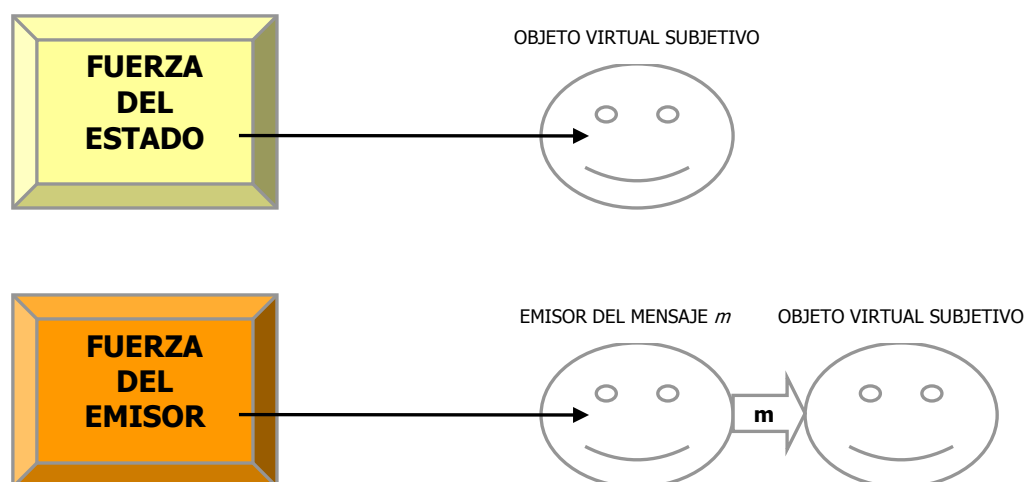 FUERZA
DEL
ESTADO
OBJETO VIRTUAL SUBJETIVO
FUERZA
DEL
EMISOR
EMISOR DEL MENSAJE m
OBJETO VIRTUAL SUBJETIVO
m